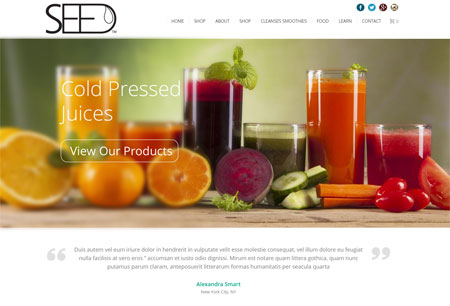 SEED
TM
HOME SHOP ABOUT SHOP CLEANSES SMOOTHIES FOOD LEARN CONTACT 0
Cold Pressed
Juices
View Our Products
Duis autem vel eum iriure dolor in hendrerit in vulputate velit esse molestie consequat, vel illum dolore eu feugiat
nulla facilisis at vero eros." accumsan et iusto odio dignissi. Mirum est notare quam littera gothica, quam nunc
putamus parum claram, anteposuerit litterarum formas humanitatis per seacula quarta
Alexandra Smart
New York City, NY